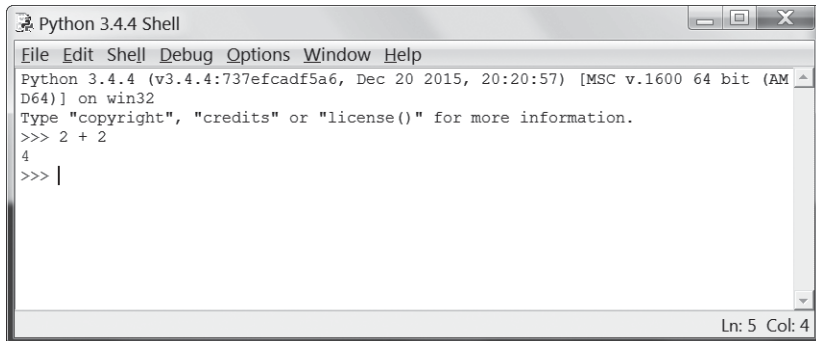 Python 3.4.4 Shell
File Edit Shell Debug Options Window Help
Python 3.4.4 (v3.4.4:737efcadf5a6, Dec 20 2015, 20:20:57) [MSC v.1600 64 bit (AM
D64)] on win32
Type "copyright", "credits" or "license()" for more information.
>>> 2 + 2
4
>>>
Ln: 5 Col: 4